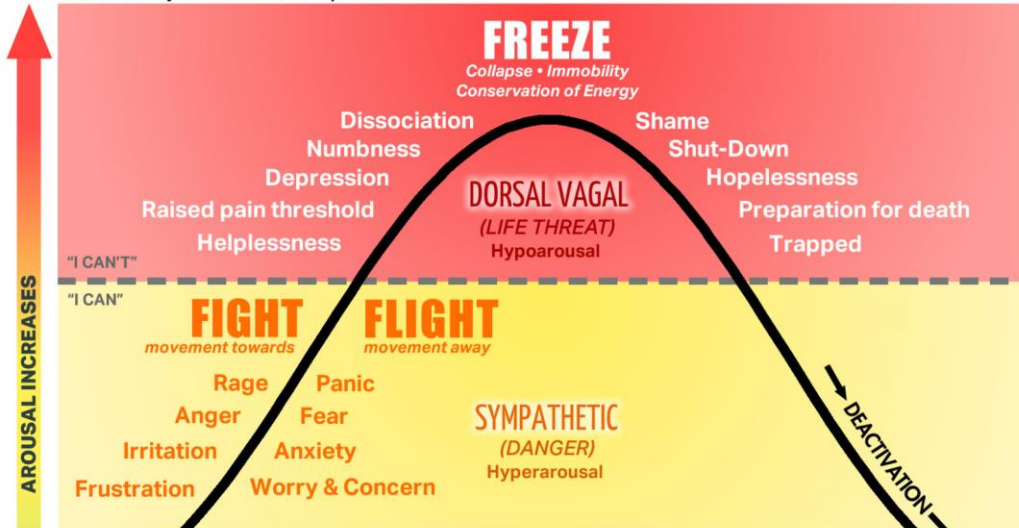 FREEZE
Collapse • Immobility
Conservation of Energy
Dissociation
Shame
Numbness
Shut-Down
Depression
Hopelessness
Raised pain threshold
Preparation for death
Helplessness
Trapped
DORSAL VAGAL
(LIFE THREAT)
Hypoarousal
"I CAN'T"
"I CAN"
FIGHT
movement towards
FLIGHT
movement away
Rage
Panic
Anger
Fear
Irritation
Anxiety
Frustration
Worry & Concern
SYMPATHETIC
(DANGER)
Hyperarousal
DEACTIVATION
AROUSAL INCREASES